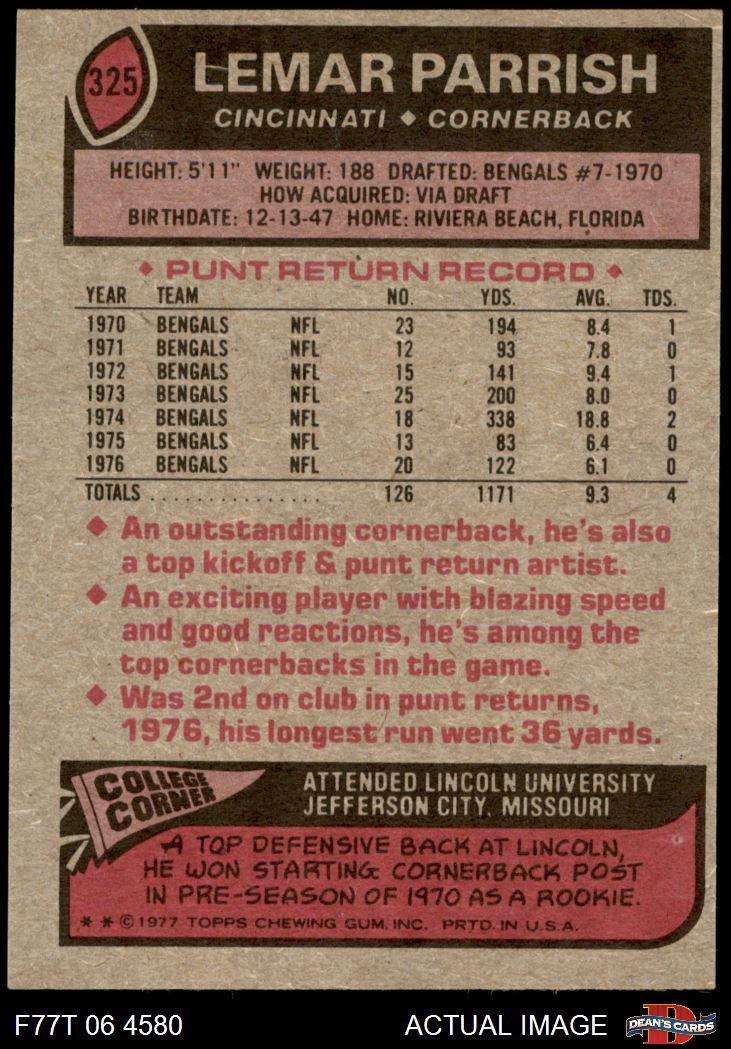 325
LEMAR PARRISH
CINCINNATI ◆ CORNERBACK
HEIGHT: 5'11" WEIGHT: 188 DRAFTED: BENGALS #7-1970
HOW ACQUIRED: VIA DRAFT
BIRTHDATE: 12-13-47 HOME: RIVIERA BEACH, FLORIDA
◆ PUNT RETURN RECORD ◆
YEAR TEAM NO. YDS. AVG. TDS.
1970 BENGALS NFL 23 194 8.4 1
1971 BENGALS NFL 12 93 7.8 0
1972 BENGALS NFL 15 141 9.4 1
1973 BENGALS NFL 25 200 8.0 0
1974 BENGALS NFL 18 338 18.8 2
1975 BENGALS NFL 13 83 6.4 0
1976 BENGALS NFL 20 122 6.1 0
TOTALS ................ 126 1171 9.3 4
◆ An outstanding cornerback, he's also
a top kickoff & punt return artist.
◆ An exciting player with blazing speed
and good reactions, he's among the
top cornerbacks in the game.
◆ Was 2nd on club in punt returns,
1976, his longest run went 36 yards.
COLLEGE
CORNER
ATTENDED LINCOLN UNIVERSITY
JEFFERSON CITY, MISSOURI
A TOP DEFENSIVE BACK AT LINCOLN,
HE WON STARTING CORNERBACK POST
IN PRE-SEASON OF 1970 AS A ROOKIE.
* * © 1977 TOPPS CHEWING GUM, INC. PRTD. IN U.S.A.
F77T 06 4580 ACTUAL IMAGE
D
DEAN'S CARDS